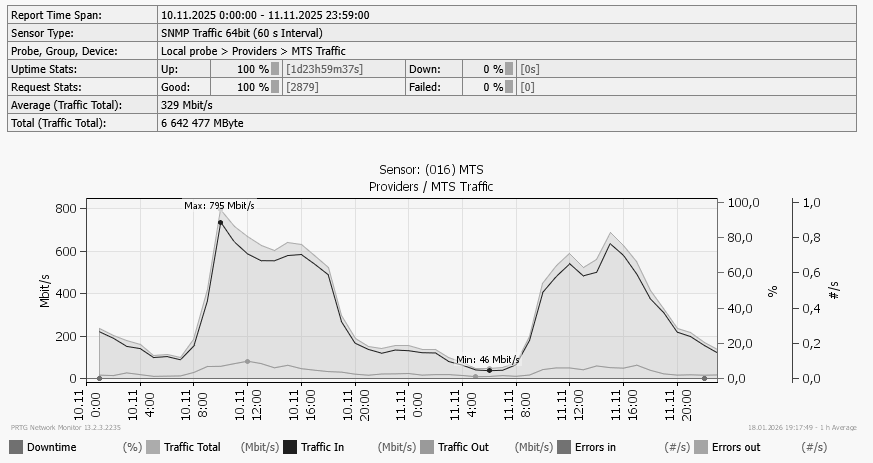 Report Time Span: 10.11.2025 0:00:00 - 11.11.2025 23:59:00
Sensor Type: SNMP Traffic 64bit (60 s Interval)
Probe, Group, Device: Local probe > Providers > MTS Traffic
Uptime Stats: Up: 100 % [1d23h59m37s] Down: 0 % [0s]
Request Stats: Good: 100 % [2879] Failed: 0 % [0]
Average (Traffic Total): 329 Mbit/s
Total (Traffic Total): 6 642 477 MByte
Sensor: (016) MTS
Providers / MTS Traffic
Max: 795 Mbit/s
Min: 46 Mbit/s
800
600
400
200
0
Mbit/s
100,0
80,0
60,0
40,0
20,0
0,0
%
1,0
0,8
0,6
0,4
0,2
0,0
#/s
10.11 0:00
10.11 4:00
10.11 8:00
10.11 12:00
10.11 16:00
10.11 20:00
11.11 0:00
11.11 4:00
11.11 8:00
11.11 12:00
11.11 16:00
11.11 20:00
PRTG Network Monitor 13.2.3.2235
18.01.2026 19:17:49 - 1 h Average
Downtime (%) Traffic Total (Mbit/s) Traffic In (Mbit/s) Traffic Out (Mbit/s) Errors in (#/s) Errors out (#/s)